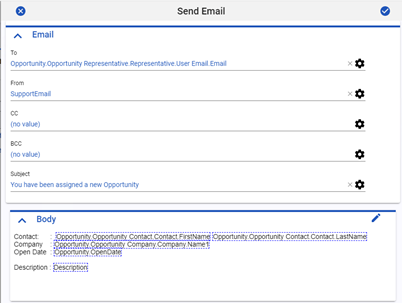 Send Email
Email
To
Opportunity.Opportunity Representative.Representative.User Email.Email
From
SupportEmail
CC
(no value)
BCC
(no value)
Subject
You have been assigned a new Opportunity
Body
Contact: : Opportunity.Opportunity Contact.Contact.FirstName Opportunity.Opportunity Contact.Contact.LastName
Company : Opportunity.Opportunity Company.Company.Name1
Open Date : Opportunity.OpenDate
Description : Description